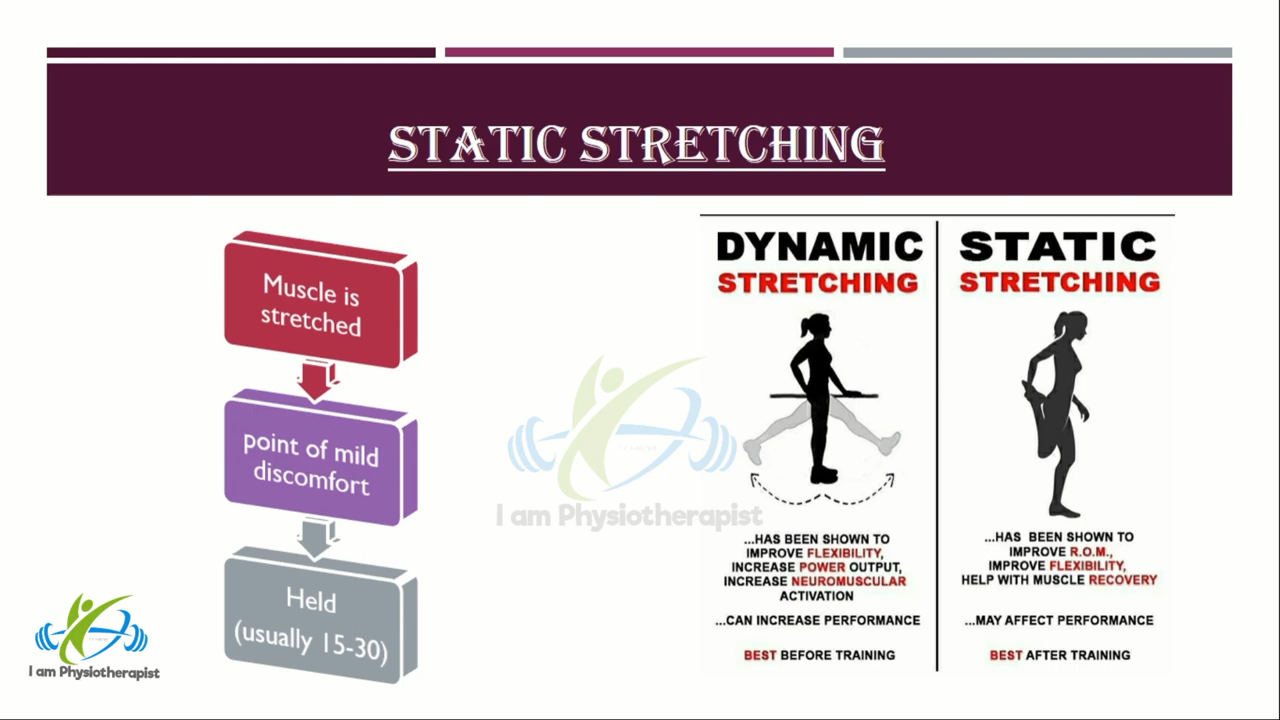 STATIC STRETCHING
Muscle is
stretched
point of mild
discomfort
Held
(usually 15-30)
DYNAMIC
STRETCHING
...HAS BEEN SHOWN TO
IMPROVE FLEXIBILITY,
INCREASE POWER OUTPUT,
INCREASE NEUROMUSCULAR
ACTIVATION
...CAN INCREASE PERFORMANCE
BEST BEFORE TRAINING
STATIC
STRETCHING
...HAS BEEN SHOWN TO
IMPROVE R.O.M.,
IMPROVE FLEXIBILITY,
HELP WITH MUSCLE RECOVERY
...MAY AFFECT PERFORMANCE
BEST AFTER TRAINING
I am Physiotherapist
I am Physiotherapist